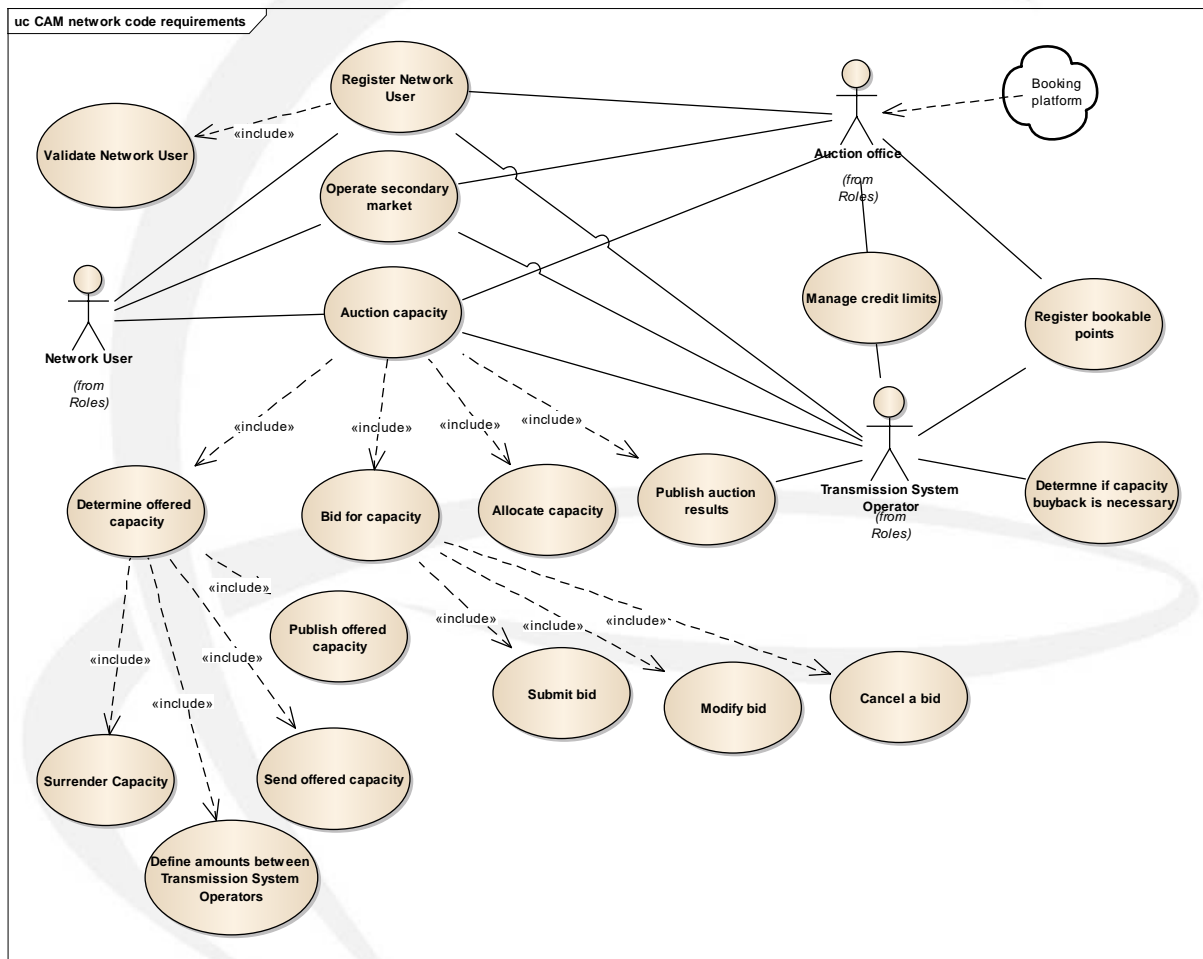 uc CAM network code requirements
Register Network
User
Booking
platform
«include»
Validate Network User
Auction office
(from
Roles)
Operate secondary
market
Network User
(from
Roles)
Auction capacity
Manage credit limits
Register bookable
points
«include»
«include»
«include»
«include»
Determine offered
capacity
Bid for capacity
Allocate capacity
Publish auction
results
Transmission System
Operator
(from
Roles)
Determne if capacity
buyback is necessary
«include»
Publish offered
capacity
«include»
«include»
«include»
«include»
«include»
«include»
Submit bid
Modify bid
Cancel a bid
Surrender Capacity
Send offered capacity
Define amounts between
Transmission System
Operators